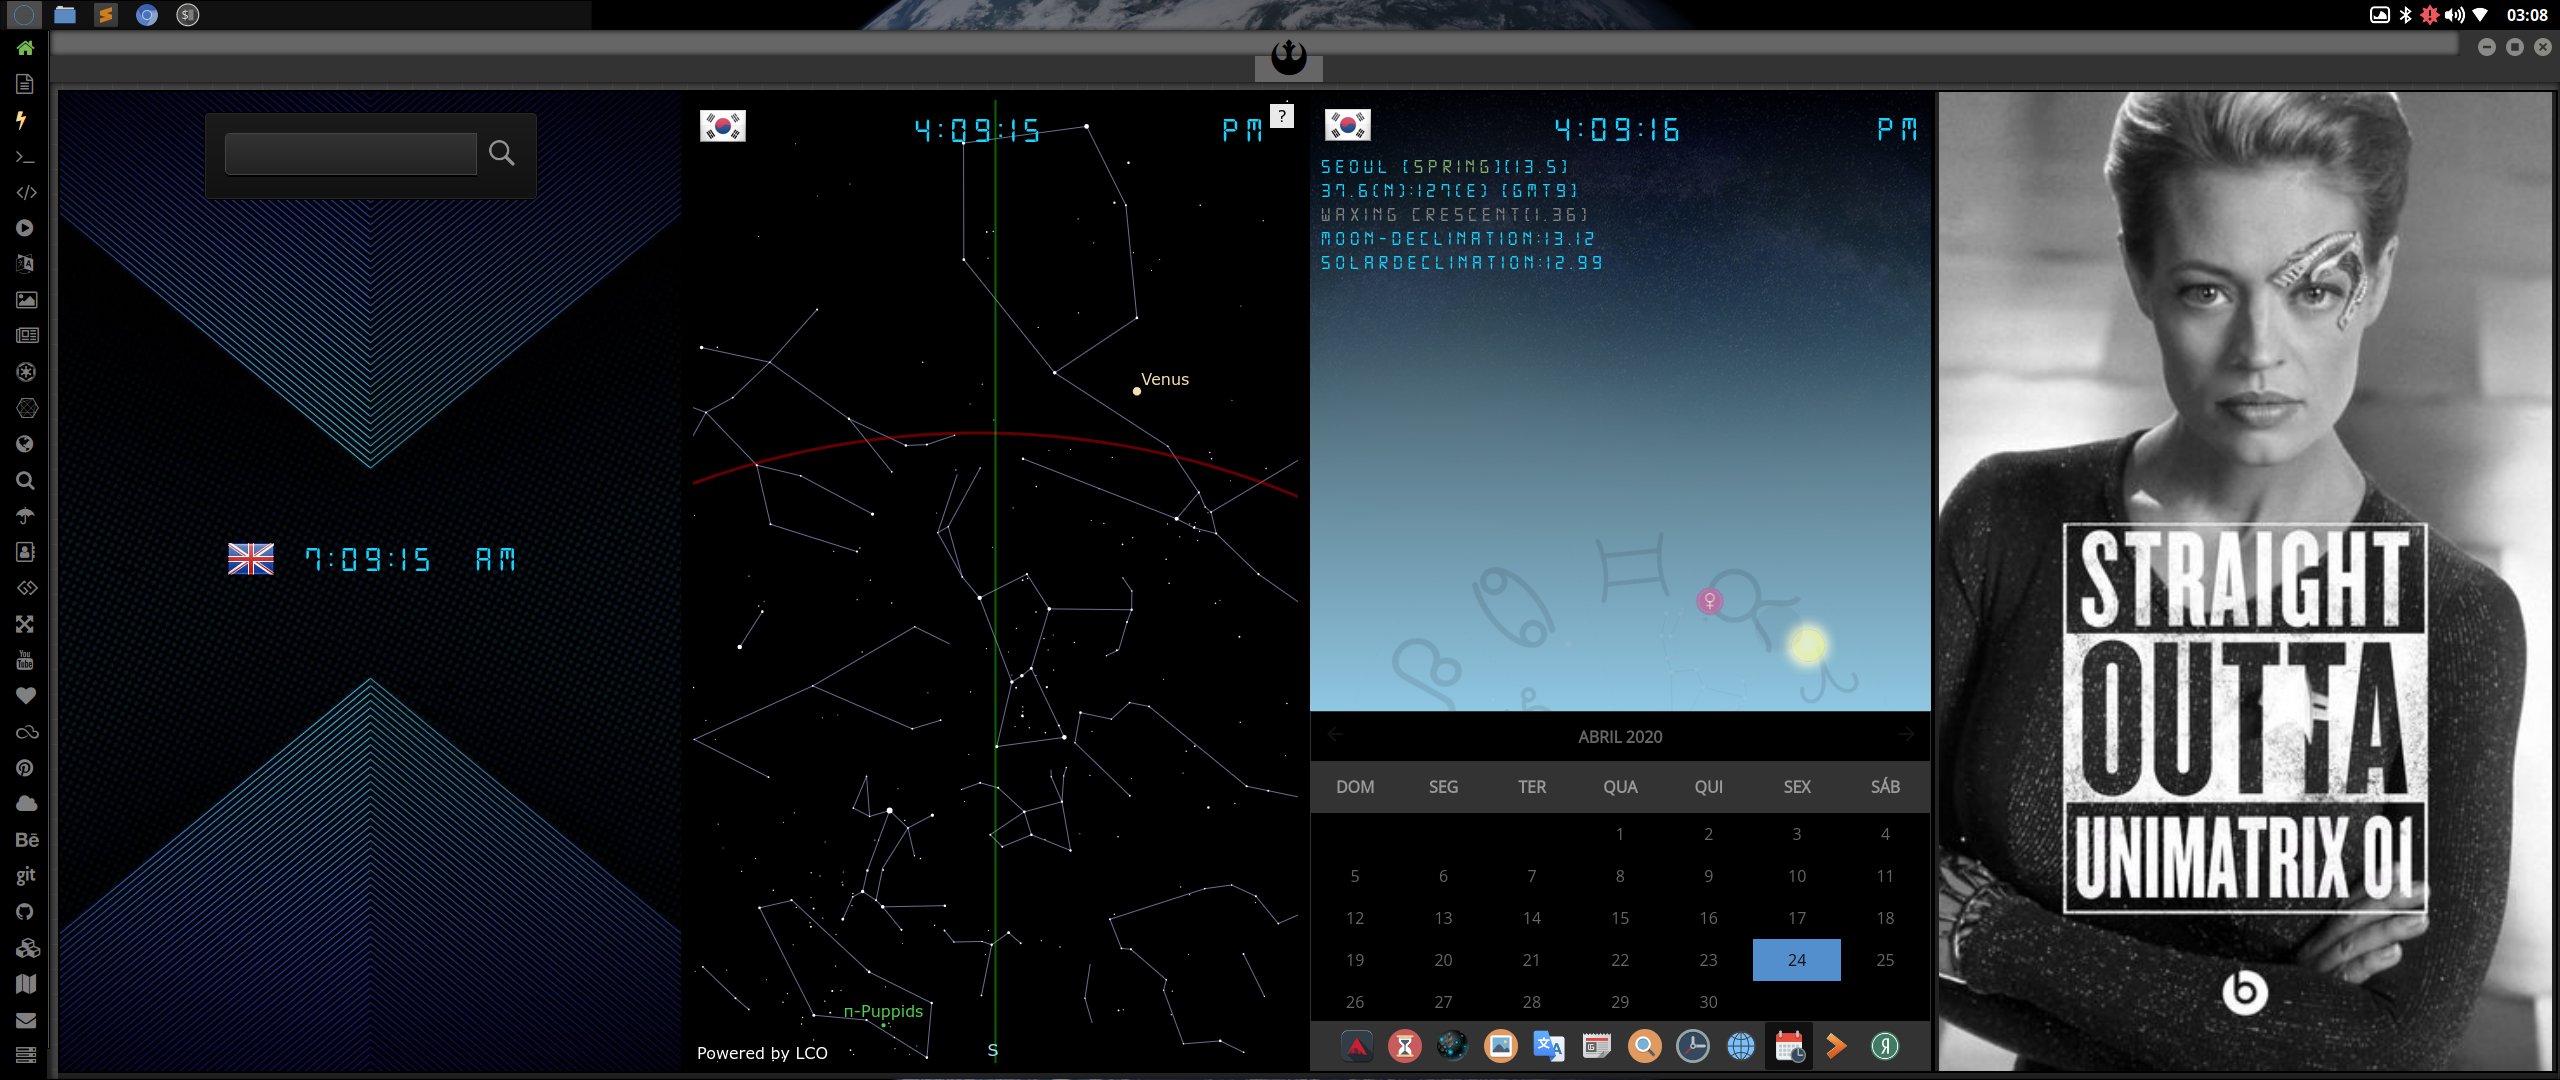 03:08
You
Tube
Bē
git
7:09:15 AM
4:09:15 PM
?
Venus
π-Puppids
S
Powered by LCO
4:09:16 PM
SEOUL [SPRING][13.5]
37.6(N):127(E) [GMT9]
WAXING CRESCENT(1.36)
MOON-DECLINATION:13.12
SOLARDECLINATION:12.99
ABRIL 2020
DOM SEG TER QUA QUI SEX SÁB
1 2 3 4
5 6 7 8 9 10 11
12 13 14 15 16 17 18
19 20 21 22 23 24 25
26 27 28 29 30
STRAIGHT
OUTTA
UNIMATRIX 01
b